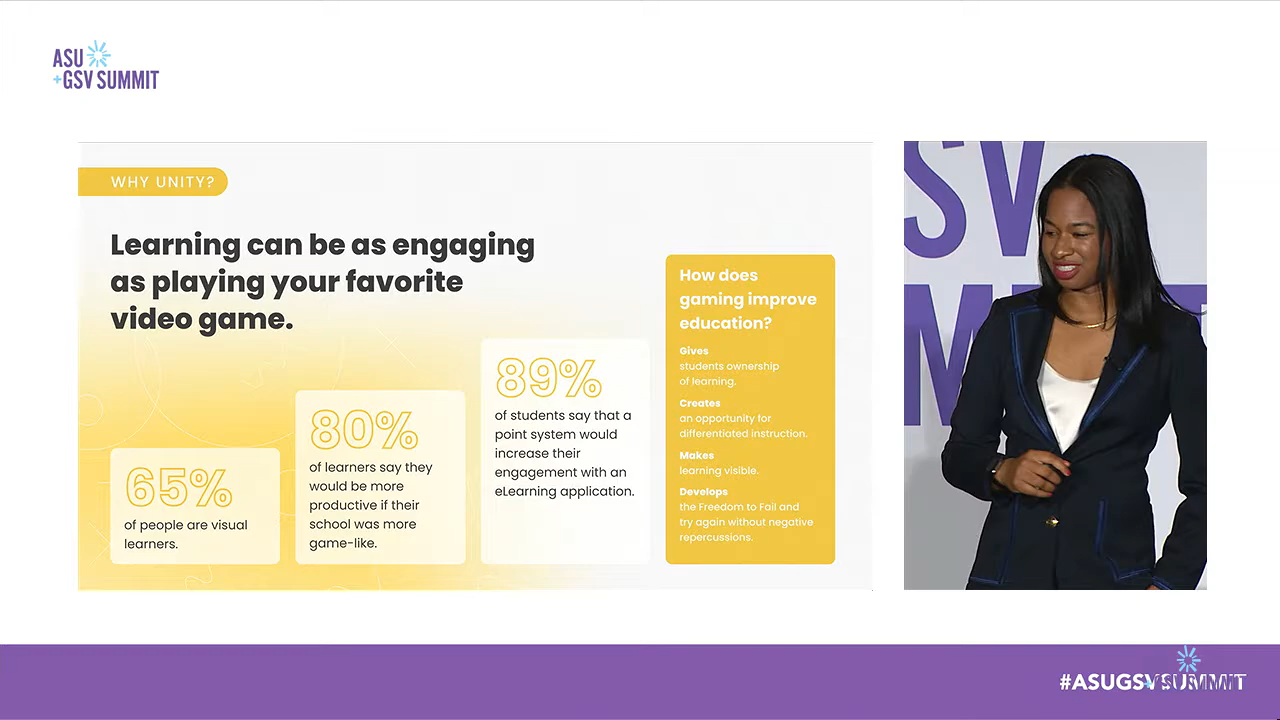 ASU
+GSV SUMMIT
WHY UNITY?
Learning can be as engaging
as playing your favorite
video game.
65%
of people are visual
learners.
80%
of learners say they
would be more
productive if their
school was more
game-like.
89%
of students say that a
point system would
increase their
engagement with an
eLearning application.
How does
gaming improve
education?
Gives
students ownership
of learning.
Creates
an opportunity for
differentiated instruction.
Makes
learning visible.
Develops
the Freedom to Fail and
try again without negative
repercussions.
SV
M
#ASUGSVSUMMIT